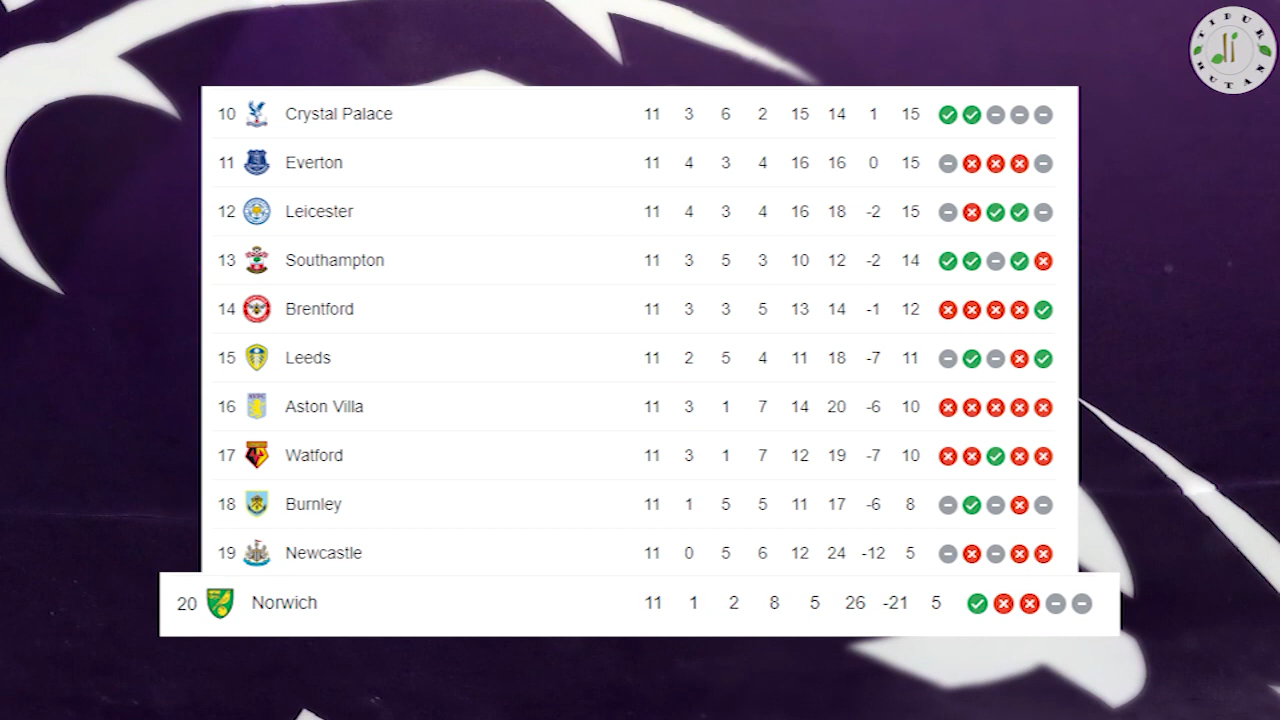 TIDUR
HUTAN
10 Crystal Palace 11 3 6 2 15 14 1 15
11 Everton 11 4 3 4 16 16 0 15
12 Leicester 11 4 3 4 16 18 -2 15
13 Southampton 11 3 5 3 10 12 -2 14
14 Brentford 11 3 3 5 13 14 -1 12
15 Leeds 11 2 5 4 11 18 -7 11
16 Aston Villa 11 3 1 7 14 20 -6 10
17 Watford 11 3 1 7 12 19 -7 10
18 Burnley 11 1 5 5 11 17 -6 8
19 Newcastle 11 0 5 6 12 24 -12 5
20 Norwich 11 1 2 8 5 26 -21 5